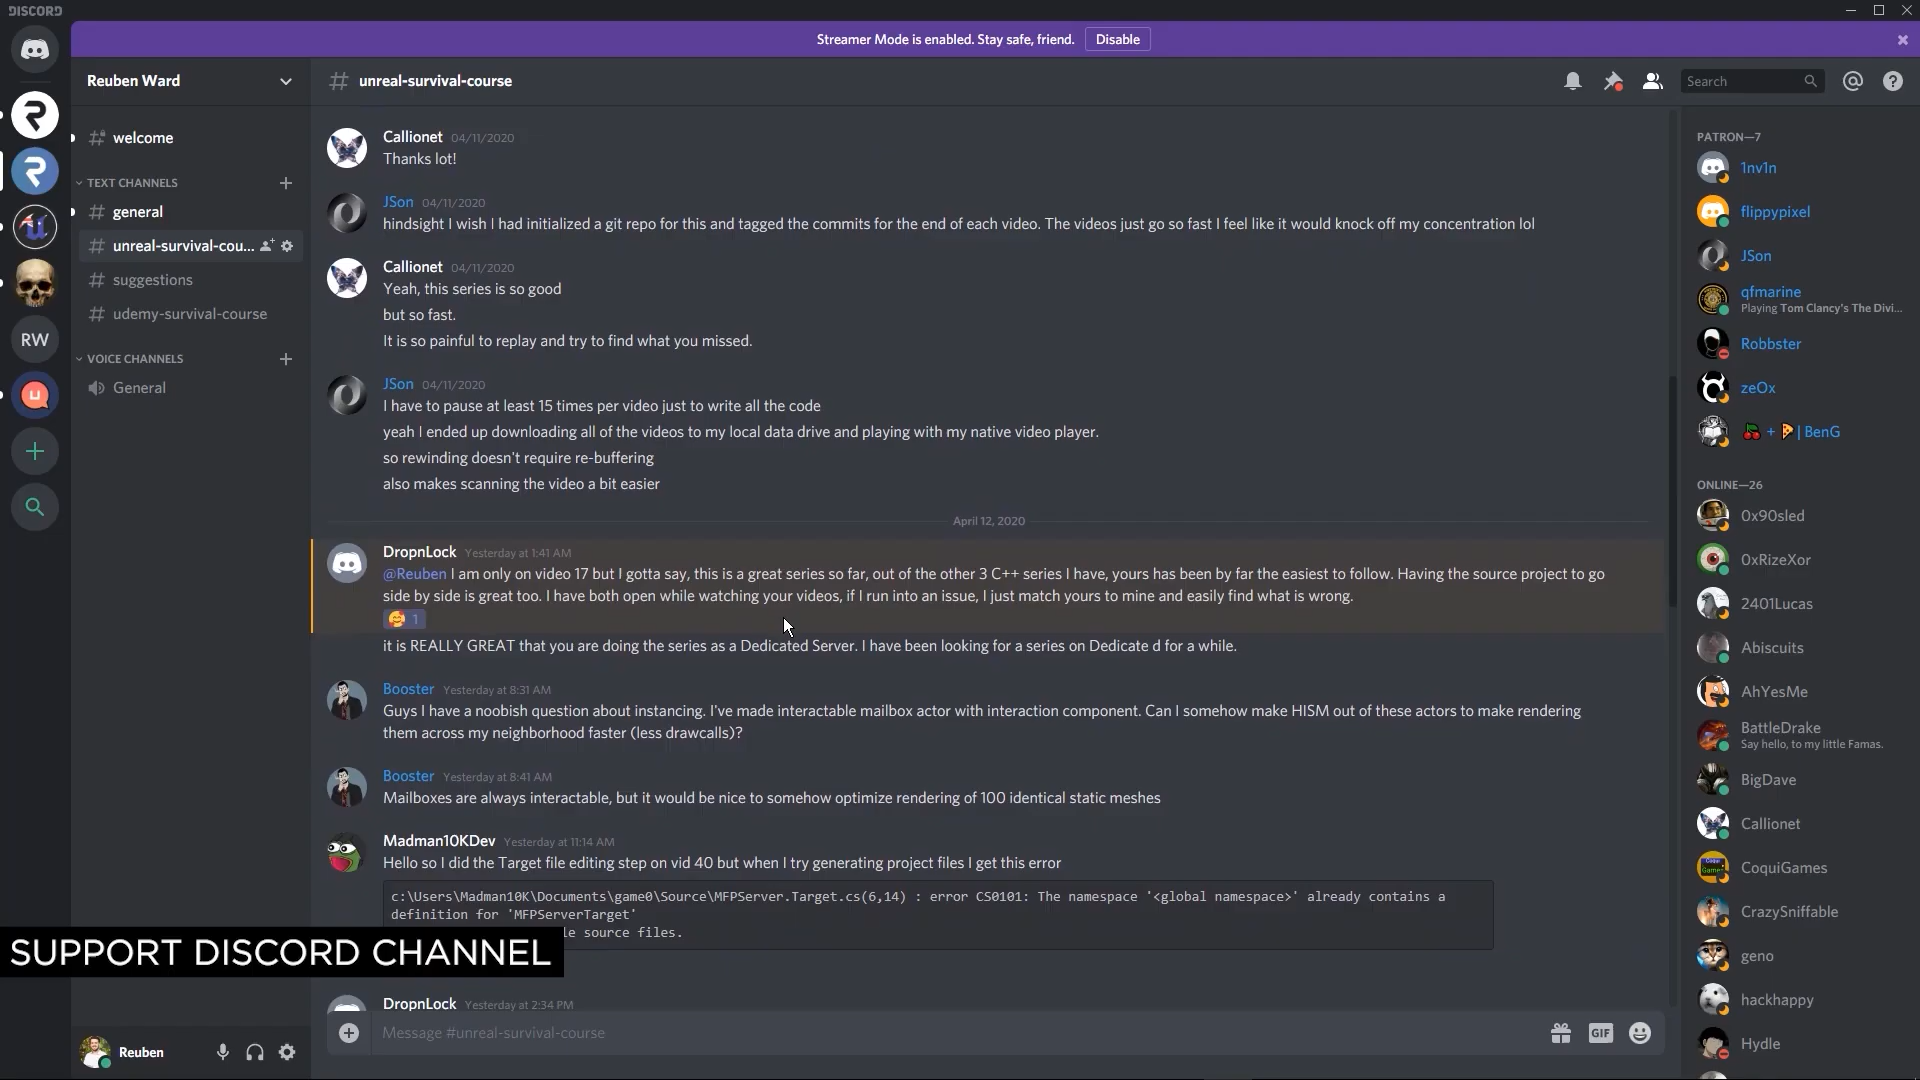 DISCORD
Streamer Mode is enabled. Stay safe, friend. Disable
Reuben Ward
unreal-survival-course
Search
welcome
TEXT CHANNELS
general
unreal-survival-cou...
suggestions
udemy-survival-course
RW
VOICE CHANNELS
General
Callionet 04/11/2020
Thanks lot!
JSon 04/11/2020
hindsight I wish I had initialized a git repo for this and tagged the commits for the end of each video. The videos just go so fast I feel like it would knock off my concentration lol
Callionet 04/11/2020
Yeah, this series is so good
but so fast.
It is so painful to replay and try to find what you missed.
JSon 04/11/2020
I have to pause at least 15 times per video just to write all the code
yeah I ended up downloading all of the videos to my local data drive and playing with my native video player.
so rewinding doesn't require re-buffering
also makes scanning the video a bit easier
April 12, 2020
DropnLock Yesterday at 1:41 AM
@Reuben I am only on video 17 but I gotta say, this is a great series so far, out of the other 3 C++ series I have, yours has been by far the easiest to follow. Having the source project to go
side by side is great too. I have both open while watching your videos, if I run into an issue, I just match yours to mine and easily find what is wrong.
1
it is REALLY GREAT that you are doing the series as a Dedicated Server. I have been looking for a series on Dedicate d for a while.
Booster Yesterday at 8:31 AM
Guys I have a noobish question about instancing. I've made interactable mailbox actor with interaction component. Can I somehow make HISM out of these actors to make rendering
them across my neighborhood faster (less drawcalls)?
Booster Yesterday at 8:41 AM
Mailboxes are always interactable, but it would be nice to somehow optimize rendering of 100 identical static meshes
Madman10KDev Yesterday at 11:14 AM
Hello so I did the Target file editing step on vid 40 but when I try generating project files I get this error
c:\Users\Madman10K\Documents\game0\Source\MFPServer.Target.cs(6,14) : error CS0101: The namespace '<global namespace>' already contains a
definition for 'MFPServerTarget'
le source files.
SUPPORT DISCORD CHANNEL
DropnLock Yesterday at 2:34 PM
Message #unreal-survival-course
GIF
Reuben
PATRON—7
1nv1n
flippypixel
JSon
qfmarine
Playing Tom Clancy's The Divi...
Robbster
zeOx
+ | BenG
ONLINE—26
0x90sled
0xRizeXor
2401Lucas
Abiscuits
AhYesMe
BattleDrake
Say hello, to my little Famas.
BigDave
Callionet
CoquiGames
CrazySniffable
geno
hackhappy
Hydle